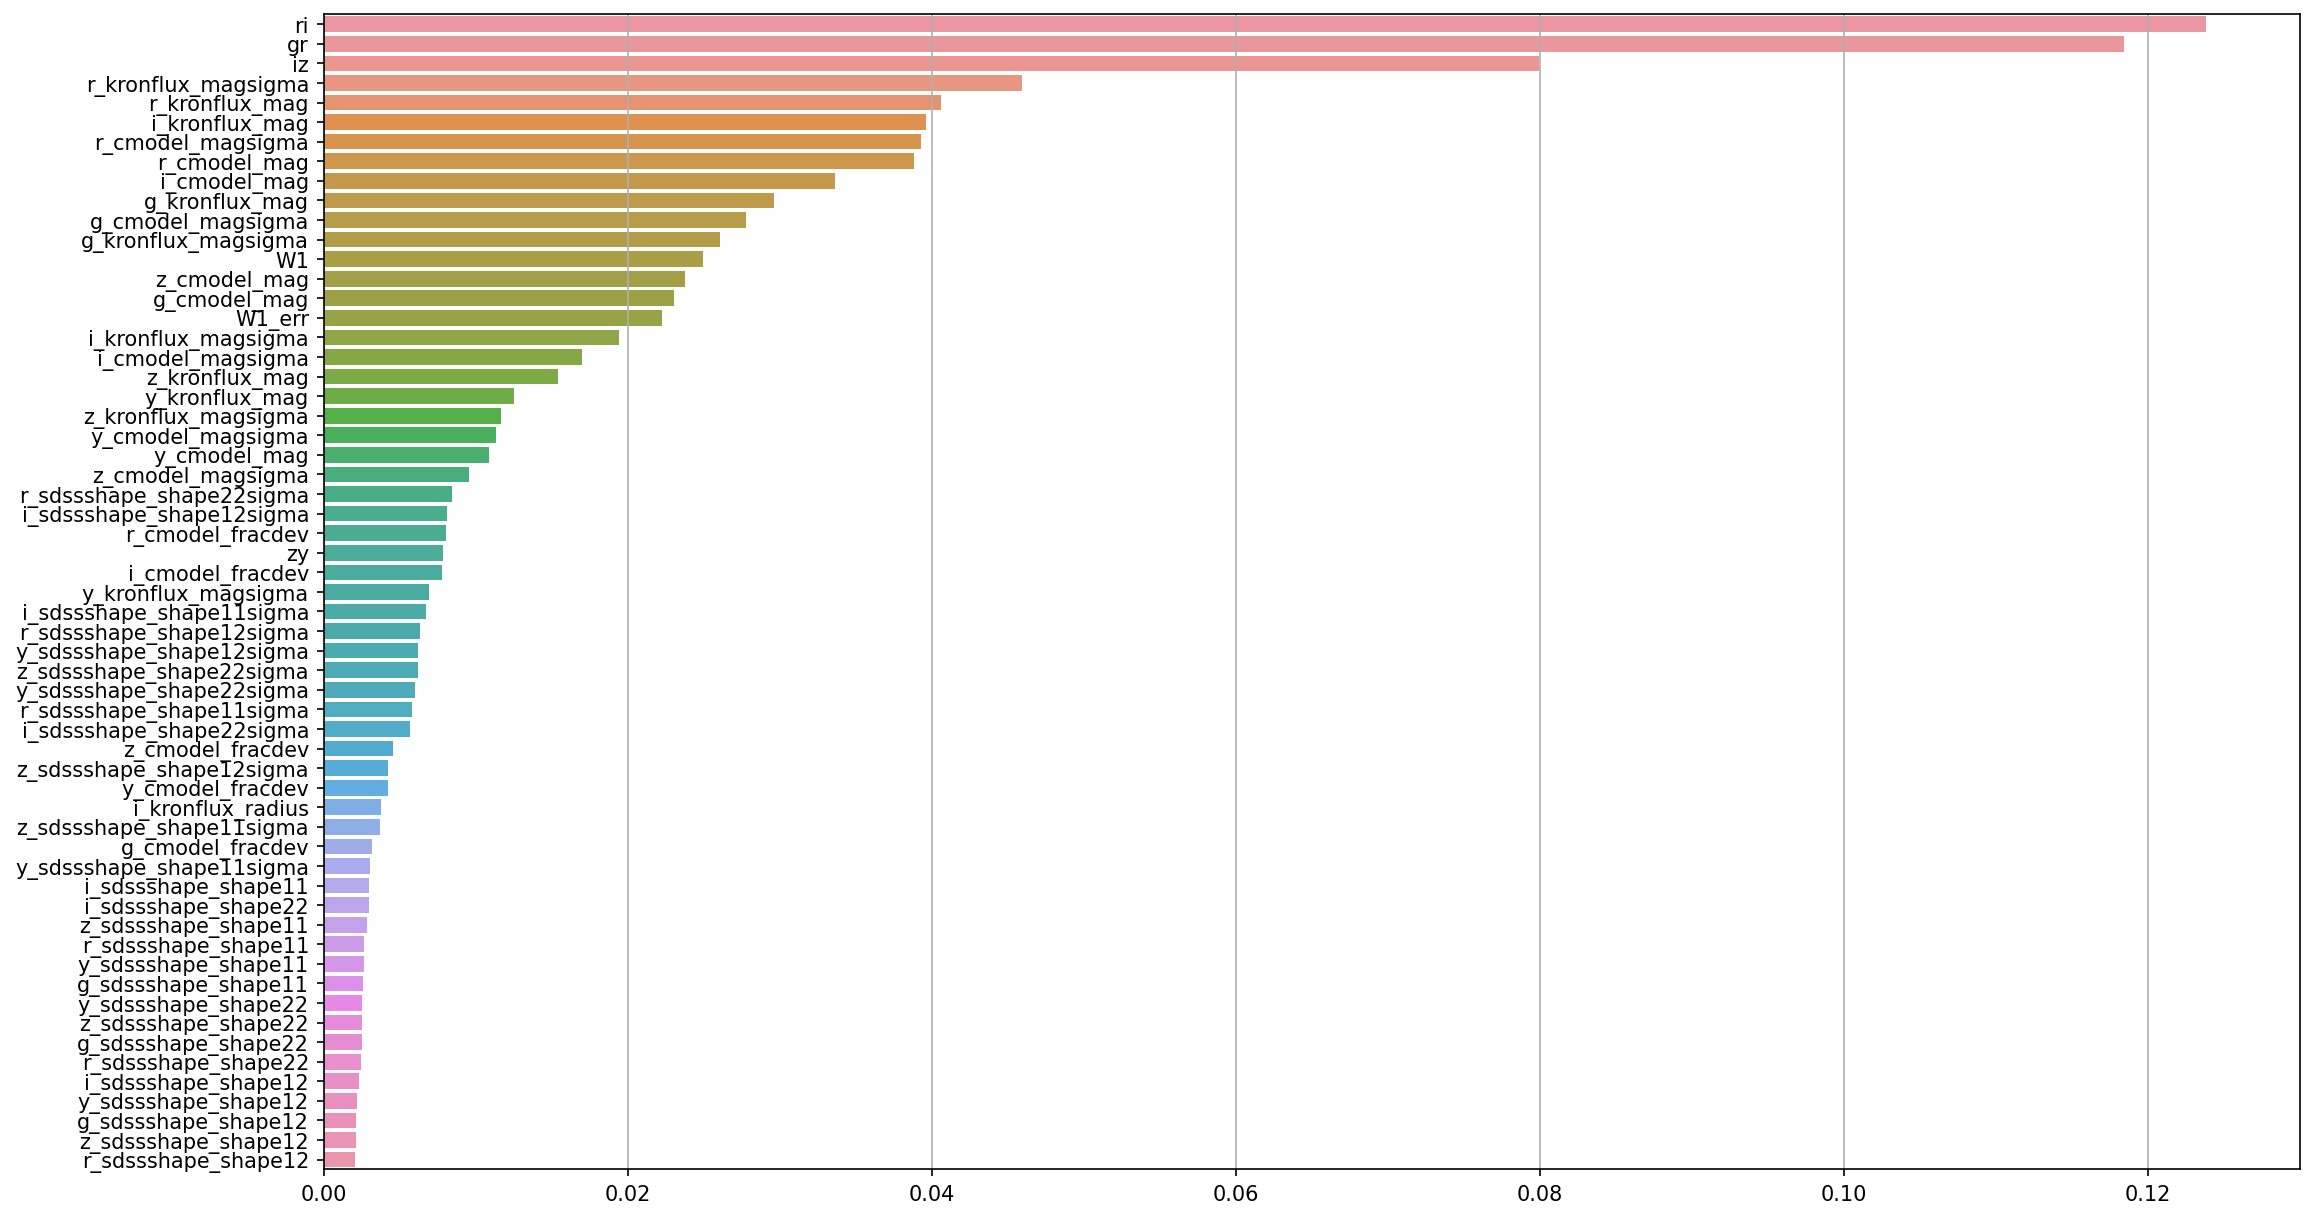 ri
gr
iz
r_kronflux_magsigma
r_kronflux_mag
i_kronflux_mag
r_cmodel_magsigma
r_cmodel_mag
i_cmodel_mag
g_kronflux_mag
g_cmodel_magsigma
g_kronflux_magsigma
W1
z_cmodel_mag
g_cmodel_mag
W1_err
i_kronflux_magsigma
i_cmodel_magsigma
z_kronflux_mag
y_kronflux_mag
z_kronflux_magsigma
y_cmodel_magsigma
y_cmodel_mag
z_cmodel_magsigma
r_sdssshape_shape22sigma
i_sdssshape_shape12sigma
r_cmodel_fracdev
zy
i_cmodel_fracdev
y_kronflux_magsigma
i_sdssshape_shape11sigma
r_sdssshape_shape12sigma
y_sdssshape_shape12sigma
z_sdssshape_shape22sigma
y_sdssshape_shape22sigma
r_sdssshape_shape11sigma
i_sdssshape_shape22sigma
z_cmodel_fracdev
z_sdssshape_shape12sigma
y_cmodel_fracdev
i_kronflux_radius
z_sdssshape_shape11sigma
g_cmodel_fracdev
y_sdssshape_shape11sigma
i_sdssshape_shape11
i_sdssshape_shape22
z_sdssshape_shape11
r_sdssshape_shape11
y_sdssshape_shape11
g_sdssshape_shape11
y_sdssshape_shape22
z_sdssshape_shape22
g_sdssshape_shape22
r_sdssshape_shape22
i_sdssshape_shape12
y_sdssshape_shape12
g_sdssshape_shape12
z_sdssshape_shape12
r_sdssshape_shape12
0.00 0.02 0.04 0.06 0.08 0.10 0.12